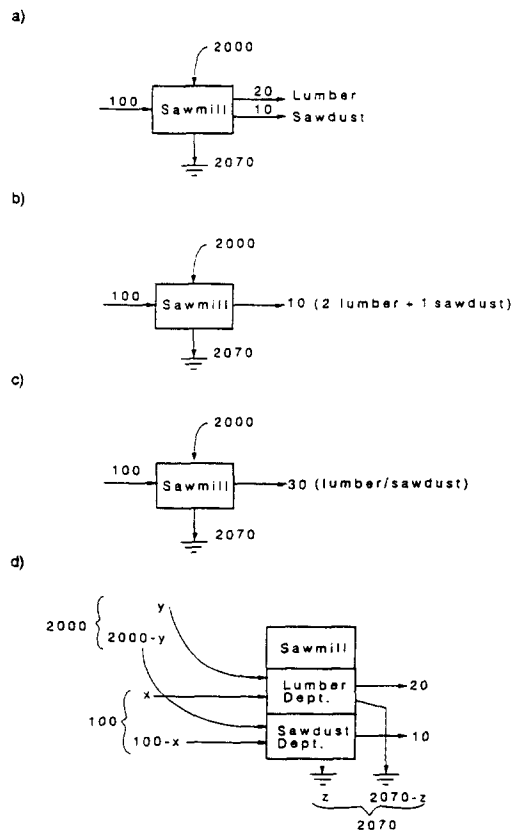 a)
2000
100
Sawmill
20
Lumber
10
Sawdust
2070
b)
2000
100
Sawmill
10 (2 lumber + 1 sawdust)
2070
c)
2000
100
Sawmill
30 (lumber/sawdust)
2070
d)
y
2000
2000-y
Sawmill
x
Lumber
Dept.
20
100
100-x
Sawdust
Dept.
10
z
2070-z
2070